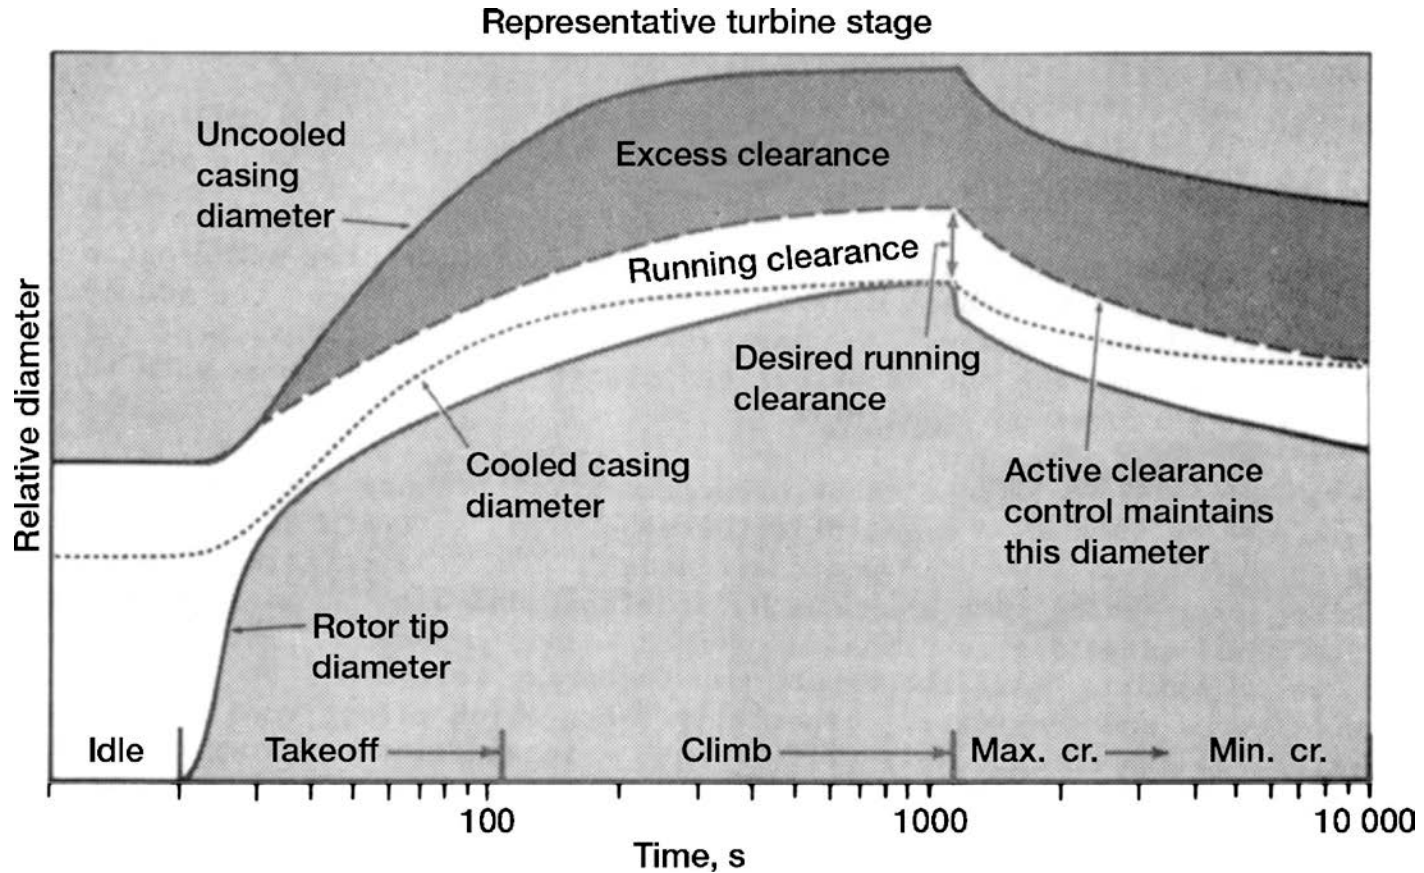 Representative turbine stage
Uncooled
casing
diameter
Excess clearance
Running clearance
Desired running
clearance
Cooled casing
diameter
Active clearance
control maintains
this diameter
Rotor tip
diameter
Relative diameter
Idle
Takeoff
Climb
Max. cr.
Min. cr.
100
1000
10 000
Time, s